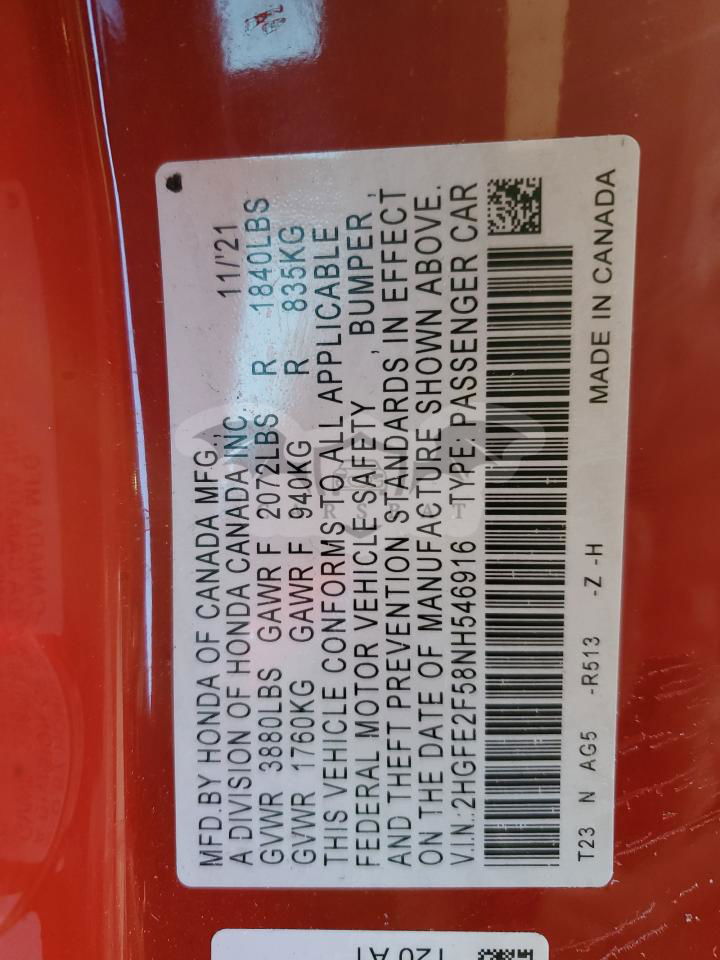 MFD.BY HONDA OF CANADA MFG.,
A DIVISION OF HONDA CANADA INC. 11/'21
GVWR 3880LBS GAWR F 2072LBS R 1840LBS
GVWR 1760KG GAWR F 940KG R 835KG
THIS VEHICLE CONFORMS TO ALL APPLICABLE
FEDERAL MOTOR VEHICLE SAFETY , BUMPER ,
AND THEFT PREVENTION STANDARDS IN EFFECT
ON THE DATE OF MANUFACTURE SHOWN ABOVE.
V.I.N.:2HGFE2F58NH546916 TYPE: PASSENGER CAR
T23 N AG5 -R513 -Z -H MADE IN CANADA